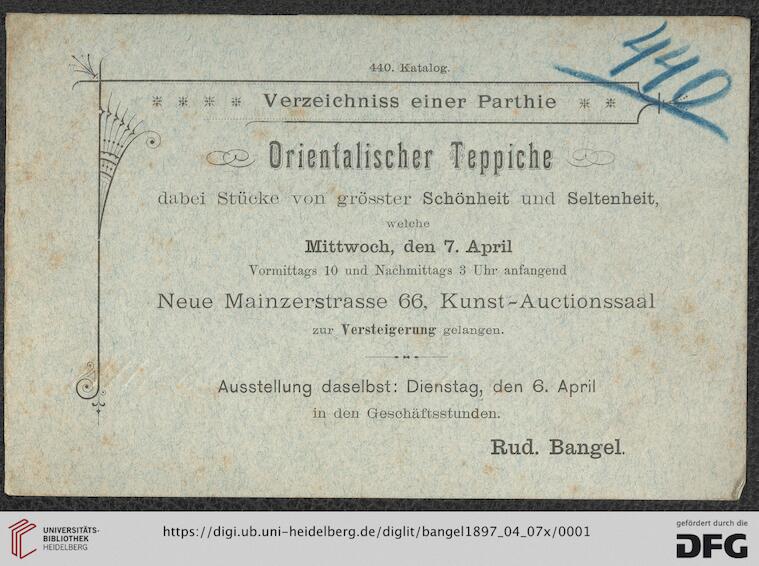 440. Katalog.
440
Verzeichniss einer Parthie
Orientalischer Teppiche
dabei Stücke von grösster Schönheit und Seltenheit,
welche
Mittwoch, den 7. April
Vormittags 10 und Nachmittags 3 Uhr anfangend
Neue Mainzerstrasse 66, Kunst-Auctionssaal
zur Versteigerung gelangen.
Ausstellung daselbst: Dienstag, den 6. April
in den Geschäftsstunden.
Rud. Bangel.
UNIVERSITÄTS-
BIBLIOTHEK
HEIDELBERG
https://digi.ub.uni-heidelberg.de/diglit/bangel1897_04_07x/0001
gefördert durch die
DFG